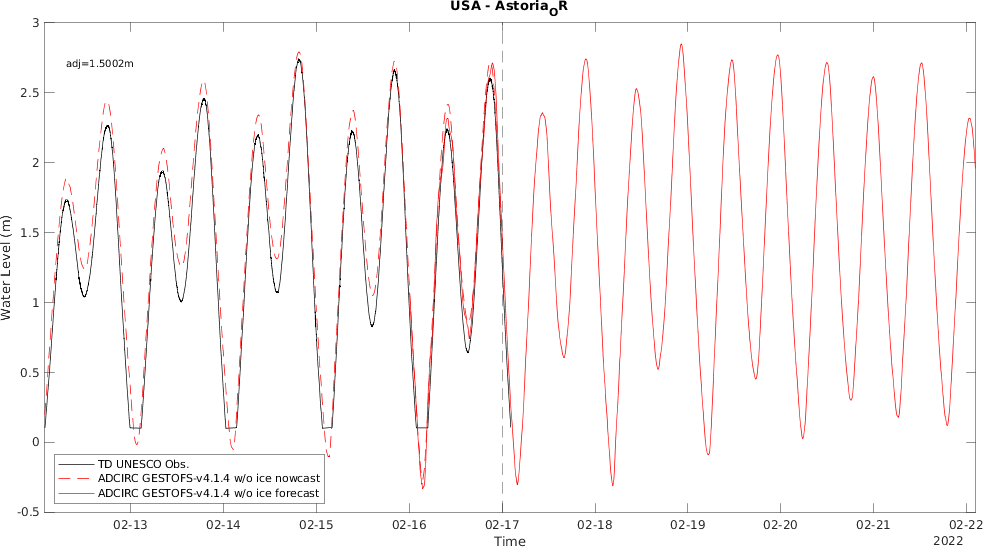 USA - Astoria_OR
adj=1.5002m
Water Level (m)
3
2.5
2
1.5
1
0.5
0
-0.5
TD UNESCO Obs.
ADCIRC GESTOFS-v4.1.4 w/o ice nowcast
ADCIRC GESTOFS-v4.1.4 w/o ice forecast
02-13 02-14 02-15 02-16 02-17 02-18 02-19 02-20 02-21 02-22
Time
2022